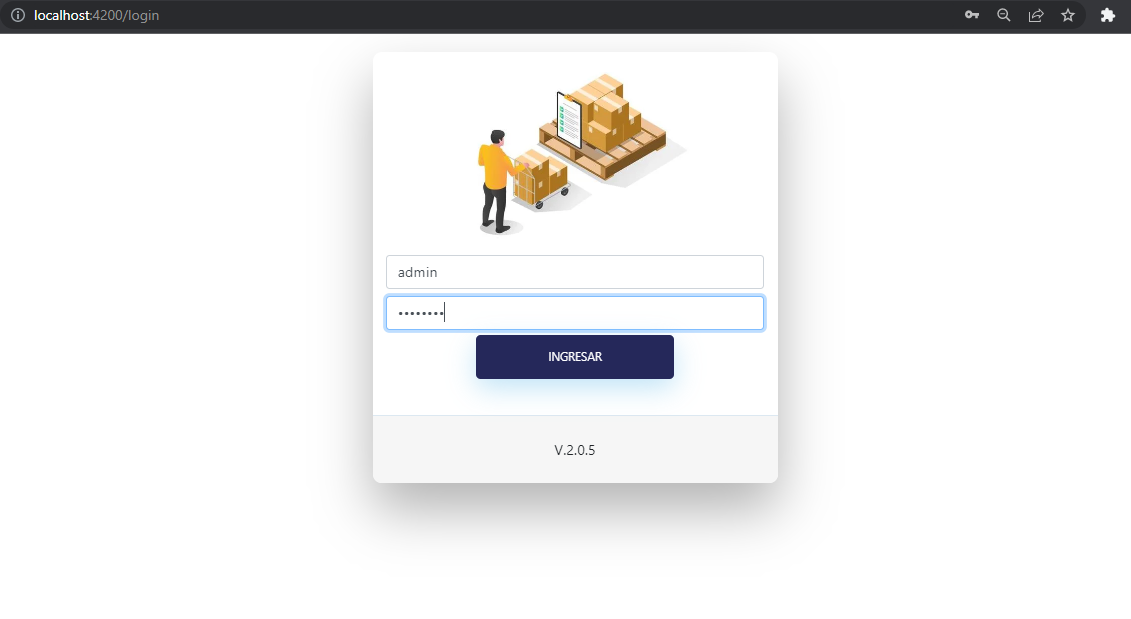 localhost:4200/login
admin
••••••••
INGRESAR
V.2.0.5